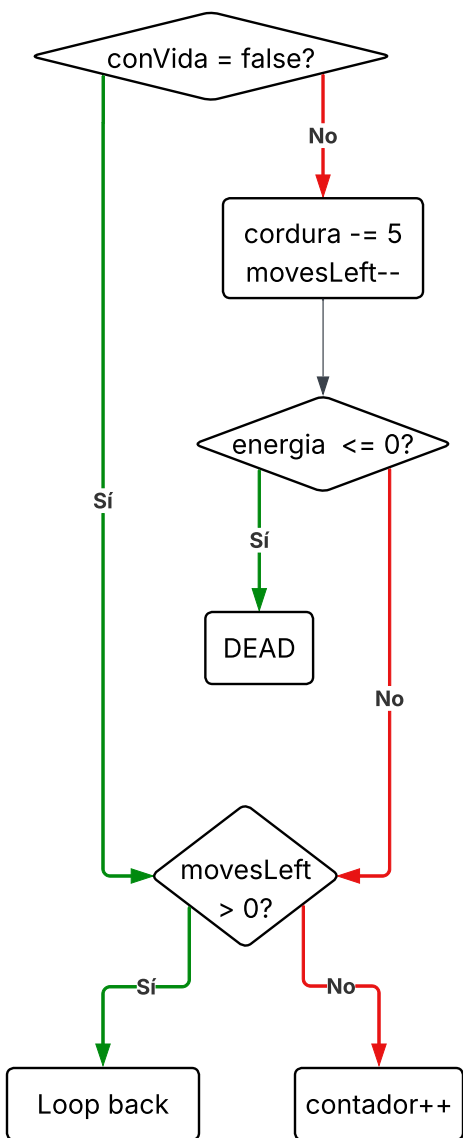 conVida = false?
No
cordura -= 5
movesLeft--
energia <= 0?
Sí
Sí
DEAD
No
movesLeft
> 0?
Sí
No
Loop back
contador++